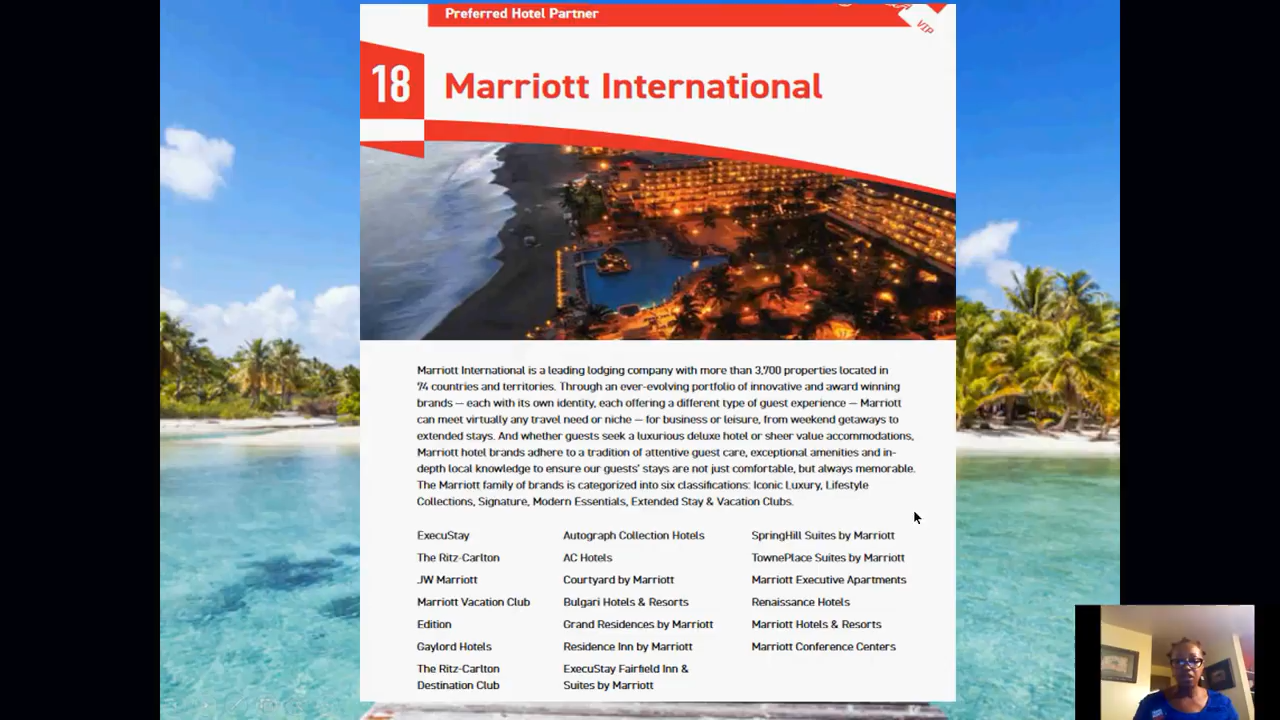 Preferred Hotel Partner
VIP
18
Marriott International
Marriott International is a leading lodging company with more than 3,700 properties located in
74 countries and territories. Through an ever-evolving portfolio of innovative and award winning
brands — each with its own identity, each offering a different type of guest experience — Marriott
can meet virtually any travel need or niche — for business or leisure, from weekend getaways to
extended stays. And whether guests seek a luxurious deluxe hotel or sheer value accommodations,
Marriott hotel brands adhere to a tradition of attentive guest care, exceptional amenities and in-
depth local knowledge to ensure our guests' stays are not just comfortable, but always memorable.
The Marriott family of brands is categorized into six classifications: Iconic Luxury, Lifestyle
Collections, Signature, Modern Essentials, Extended Stay & Vacation Clubs.
ExecuStay
The Ritz-Carlton
JW Marriott
Marriott Vacation Club
Edition
Gaylord Hotels
The Ritz-Carlton
Destination Club
Autograph Collection Hotels
AC Hotels
Courtyard by Marriott
Bulgari Hotels & Resorts
Grand Residences by Marriott
Residence Inn by Marriott
ExecuStay Fairfield Inn &
Suites by Marriott
SpringHill Suites by Marriott
TownePlace Suites by Marriott
Marriott Executive Apartments
Renaissance Hotels
Marriott Hotels & Resorts
Marriott Conference Centers